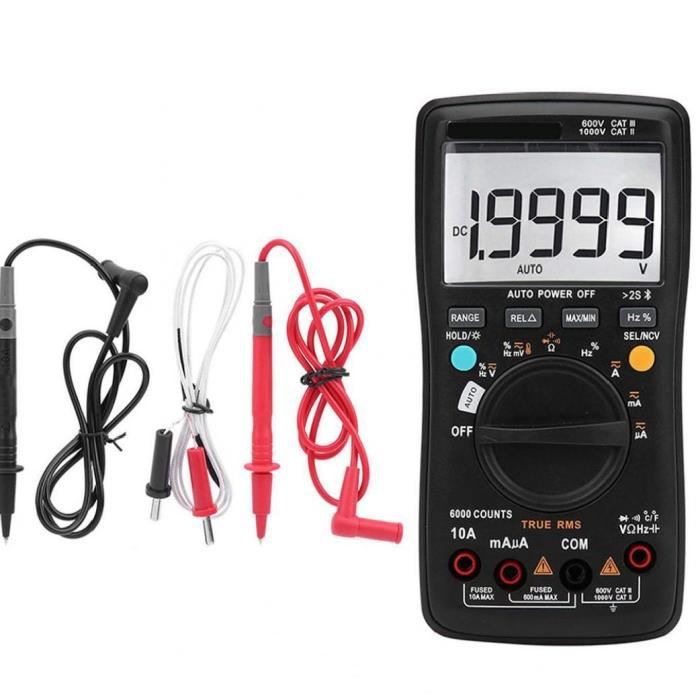 600V CAT III
1000V CAT II
DC 1.9999 V
AUTO
AUTO POWER OFF >2S
RANGE REL△ MAX/MIN Hz %
HOLD/ SEL/NCV
% Hz V
% Hz mV
Ω
Hz%
A
mA
µA
AUTO
OFF
6000 COUNTS
TRUE RMS
°C/°F
10A mAµA COM VΩHz
FUSED
10A MAX
FUSED
600mA MAX
600V CAT III
1000V CAT II